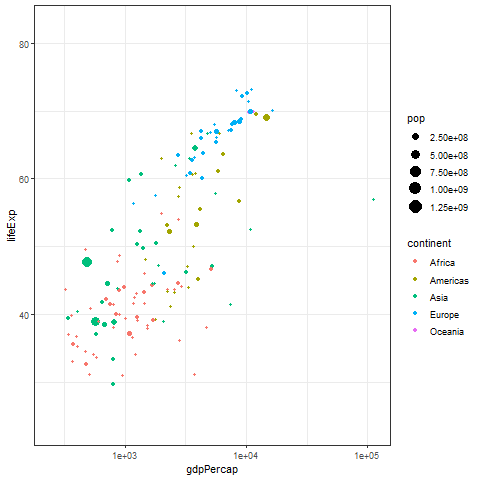 80
60
40
lifeExp
1e+03
1e+04
1e+05
gdpPercap
pop
2.50e+08
5.00e+08
7.50e+08
1.00e+09
1.25e+09
continent
Africa
Americas
Asia
Europe
Oceania